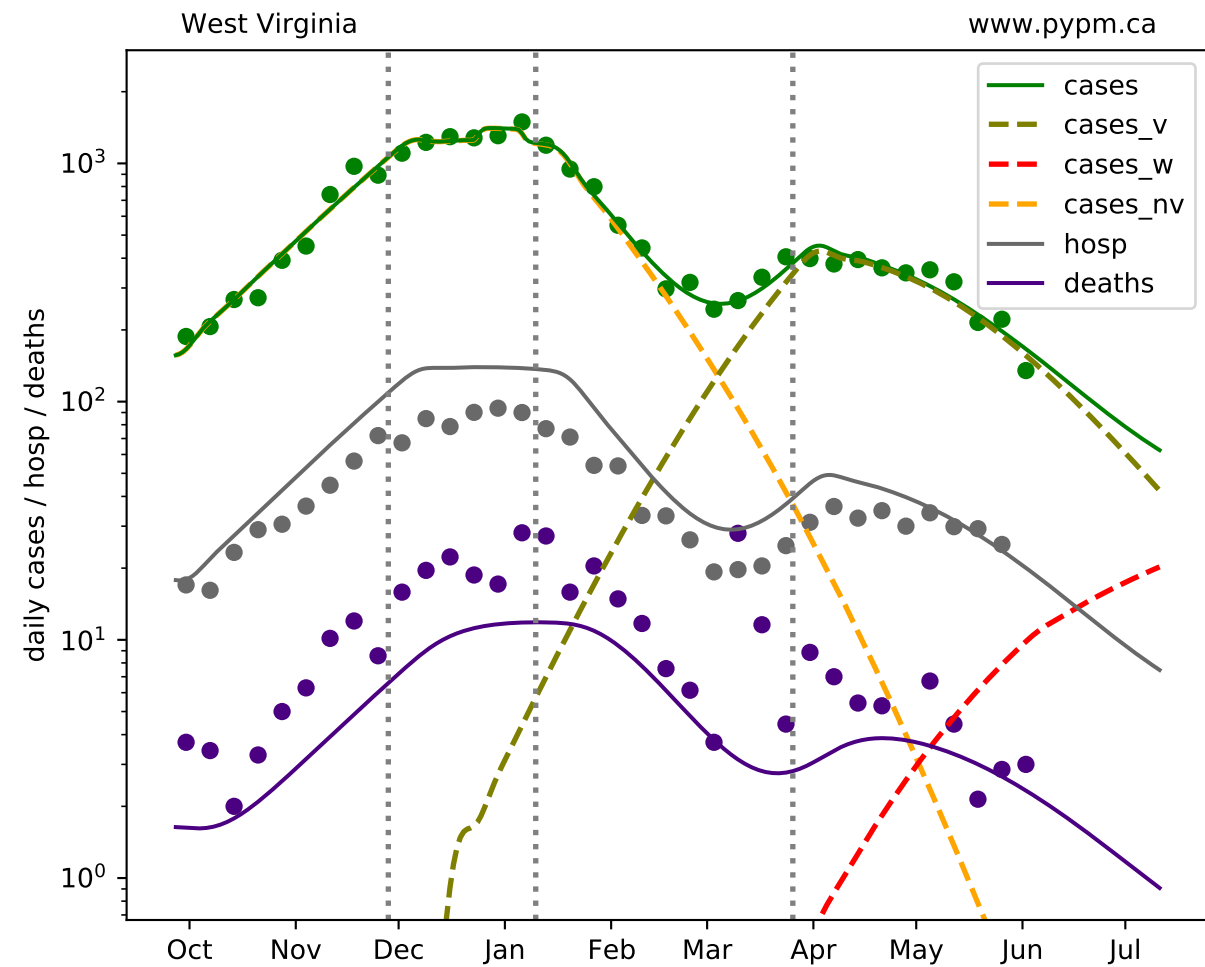 West Virginia
www.pypm.ca
cases
cases_v
cases_w
cases_nv
hosp
deaths
daily cases / hosp / deaths
10³
10²
10¹
10⁰
Oct Nov Dec Jan Feb Mar Apr May Jun Jul